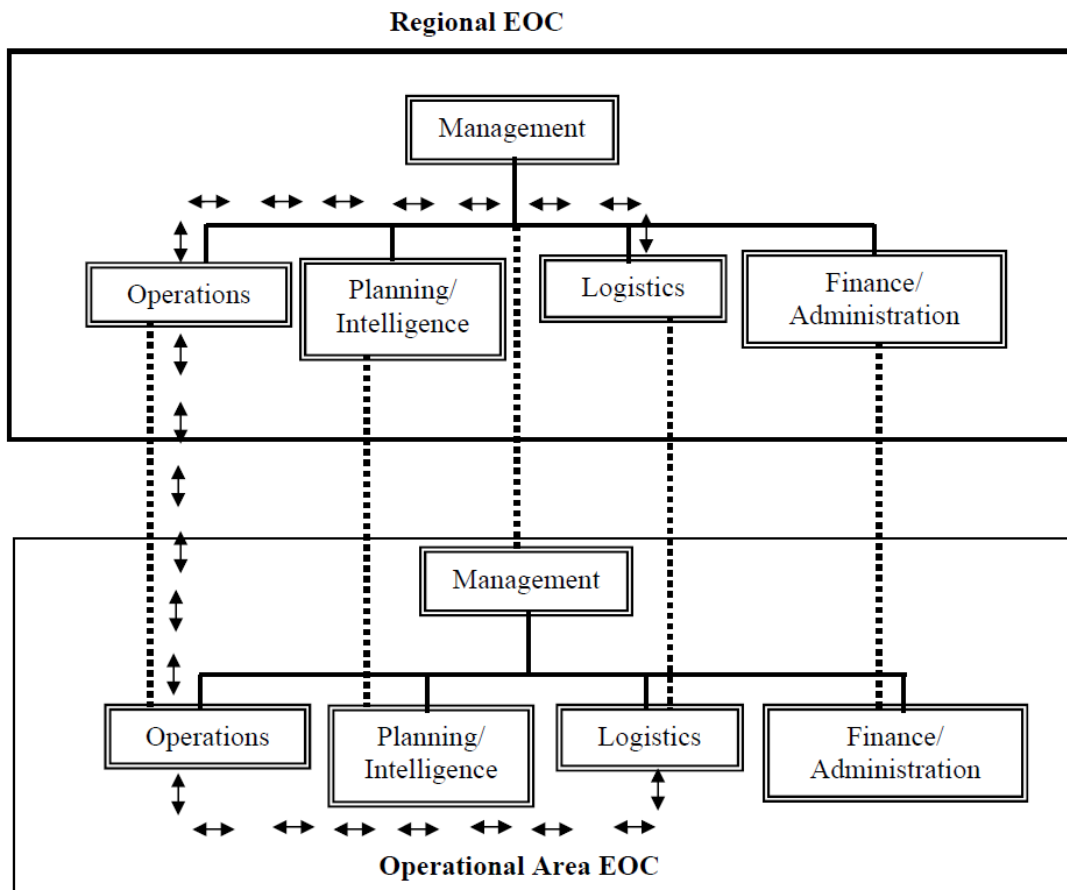 Regional EOC
Management
Operations
Planning/
Intelligence
Logistics
Finance/
Administration
Management
Operations
Planning/
Intelligence
Logistics
Finance/
Administration
Operational Area EOC